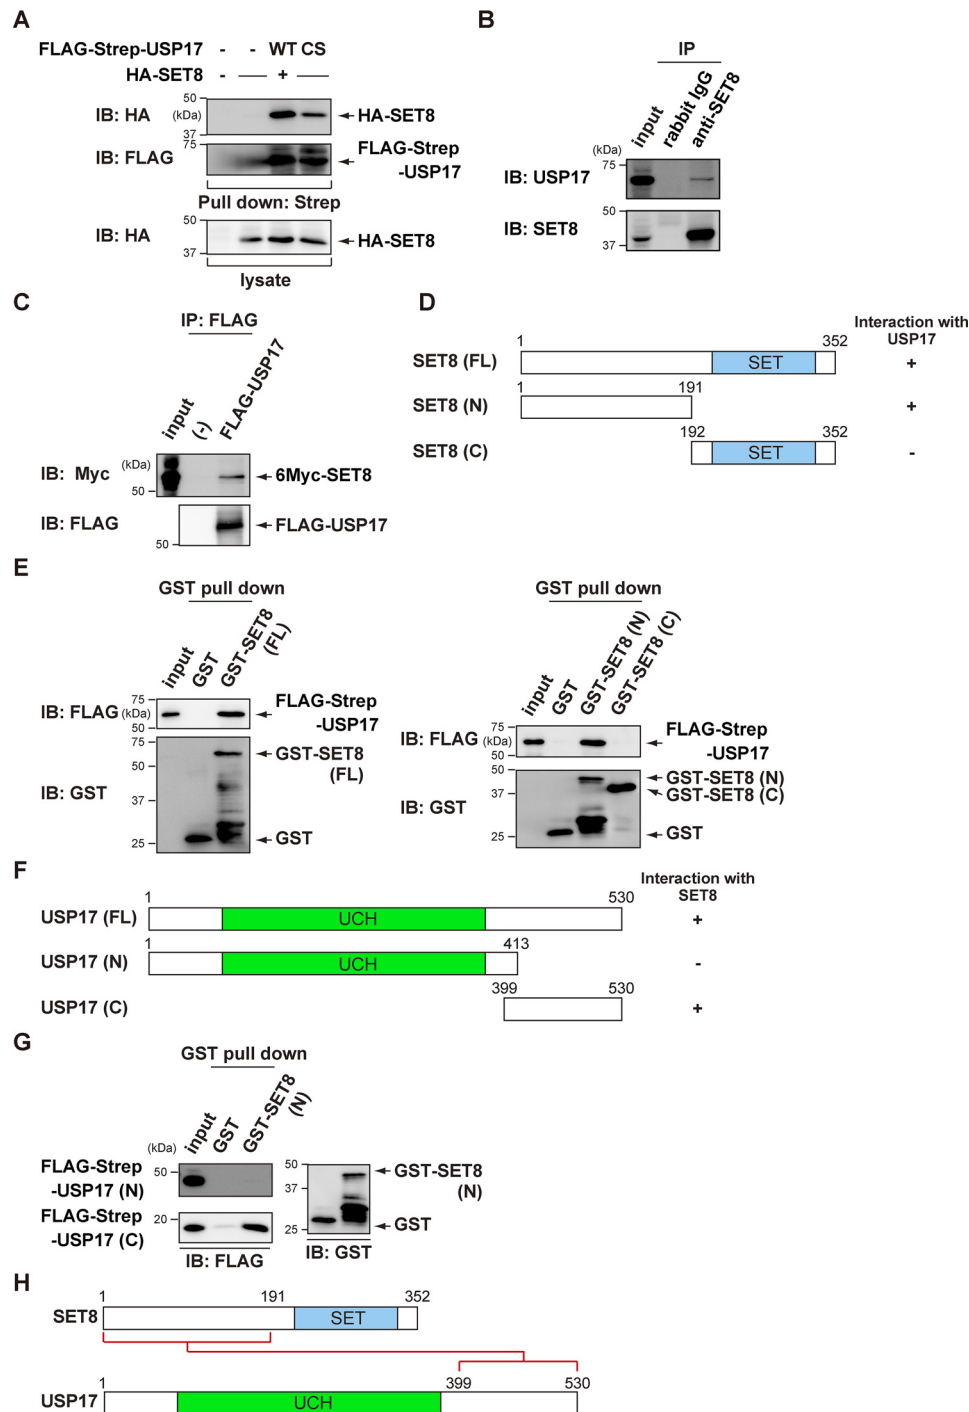 A
FLAG-Strep-USP17 - - WT CS
HA-SET8 - +
IB: HA
50
(kDa)
37
HA-SET8
IB: FLAG
75
FLAG-Strep
-USP17
Pull down: Strep
IB: HA
50
37
HA-SET8
lysate
B
IP
input
rabbit IgG
anti-SET8
(kDa)
IB: USP17
75
50
IB: SET8
50
37
C
IP: FLAG
input
(-)
FLAG-USP17
IB: Myc
(kDa)
50
6Myc-SET8
IB: FLAG
50
FLAG-USP17
D
Interaction with
USP17
1 352
SET8 (FL) SET +
1 191
SET8 (N) +
192 352
SET8 (C) SET -
E
GST pull down
input
GST
GST-SET8
(FL)
IB: FLAG
75
(kDa)
50
FLAG-Strep
-USP17
IB: GST
75
50
37
25
GST-SET8
(FL)
GST
GST pull down
input
GST
GST-SET8 (N)
GST-SET8 (C)
IB: FLAG
75
(kDa)
50
FLAG-Strep
-USP17
IB: GST
50
37
25
GST-SET8 (N)
GST-SET8 (C)
GST
F
Interaction with
SET8
1 530
USP17 (FL) UCH +
1 413
USP17 (N) UCH -
399 530
USP17 (C) +
G
GST pull down
input
GST
GST-SET8
(N)
(kDa)
FLAG-Strep
-USP17 (N)
50
FLAG-Strep
-USP17 (C)
20
IB: FLAG
50
37
25
GST-SET8
(N)
GST
IB: GST
H
1 191 352
SET8 SET
1 399 530
USP17 UCH